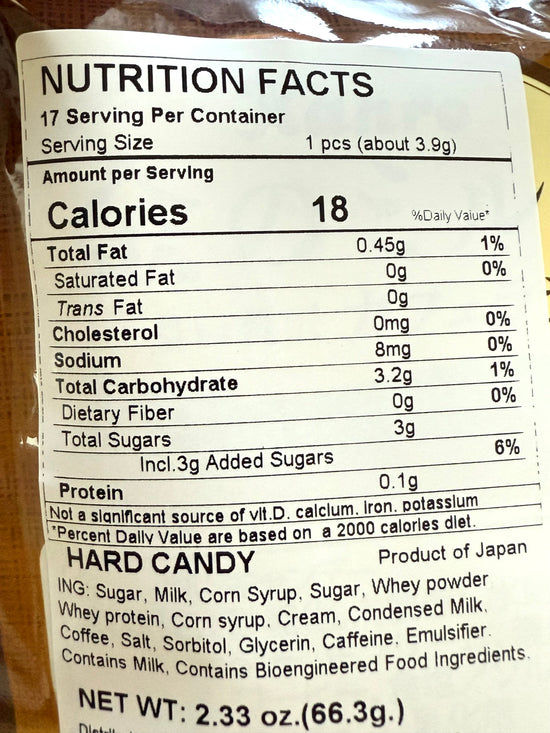 NUTRITION FACTS
17 Serving Per Container
Serving Size 1 pcs (about 3.9g)
Amount per Serving
Calories 18 %Daily Value*
Total Fat 0.45g 1%
Saturated Fat 0g 0%
Trans Fat 0g
Cholesterol 0mg 0%
Sodium 8mg 0%
Total Carbohydrate 3.2g 1%
Dietary Fiber 0g 0%
Total Sugars 3g
Incl.3g Added Sugars 6%
Protein 0.1g
Not a significant source of vit.D. calcium. Iron. potassium
*Percent Daily Value are based on a 2000 calories diet.
HARD CANDY Product of Japan
ING: Sugar, Milk, Corn Syrup, Sugar, Whey powder
Whey protein, Corn syrup, Cream, Condensed Milk,
Coffee, Salt, Sorbitol, Glycerin, Caffeine. Emulsifier.
Contains Milk, Contains Bioengineered Food Ingredients.
NET WT: 2.33 oz.(66.3g.)